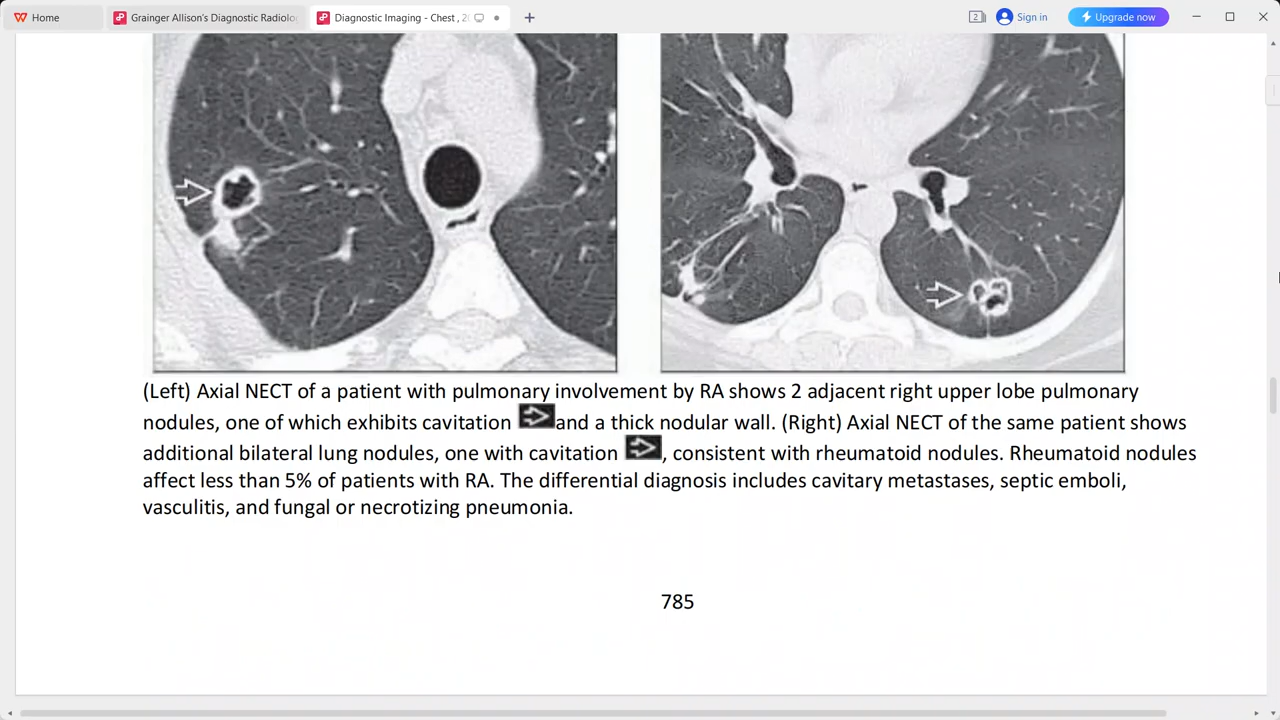 Home
Grainger Allison's Diagnostic Radiolo
Diagnostic Imaging - Chest , 2
Sign in
Upgrade now
(Left) Axial NECT of a patient with pulmonary involvement by RA shows 2 adjacent right upper lobe pulmonary
nodules, one of which exhibits cavitation and a thick nodular wall. (Right) Axial NECT of the same patient shows
additional bilateral lung nodules, one with cavitation , consistent with rheumatoid nodules. Rheumatoid nodules
affect less than 5% of patients with RA. The differential diagnosis includes cavitary metastases, septic emboli,
vasculitis, and fungal or necrotizing pneumonia.
785